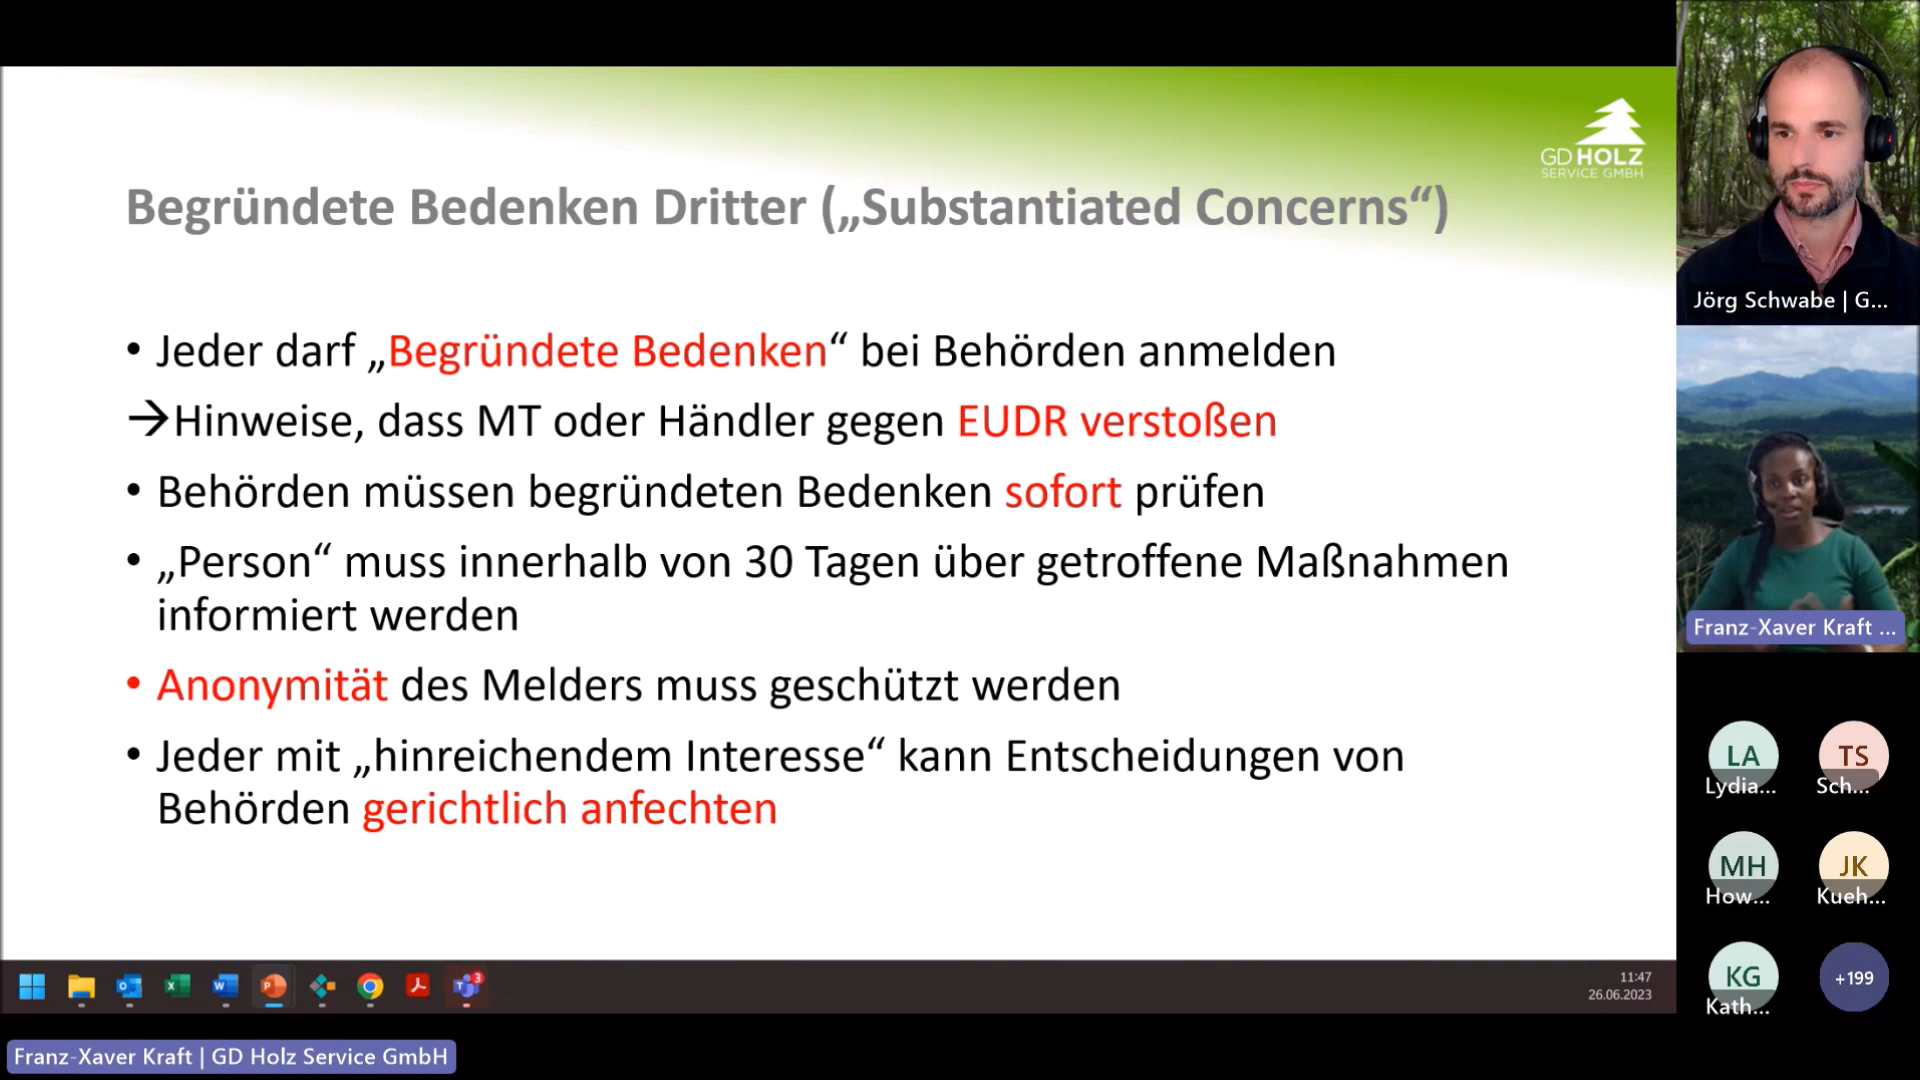 GD HOLZ
SERVICE GMBH
Begründete Bedenken Dritter („Substantiated Concerns“)
• Jeder darf „Begründete Bedenken“ bei Behörden anmelden
→Hinweise, dass MT oder Händler gegen EUDR verstoßen
• Behörden müssen begründeten Bedenken sofort prüfen
• „Person“ muss innerhalb von 30 Tagen über getroffene Maßnahmen
informiert werden
• Anonymität des Melders muss geschützt werden
• Jeder mit „hinreichendem Interesse“ kann Entscheidungen von
Behörden gerichtlich anfechten
Jörg Schwabe | G...
Franz-Xaver Kraft ...
LA
Lydia...
TS
Sch...
MH
How...
JK
Kueh...
KG
Kath...
+199
3
11:47
26.06.2023
Franz-Xaver Kraft | GD Holz Service GmbH